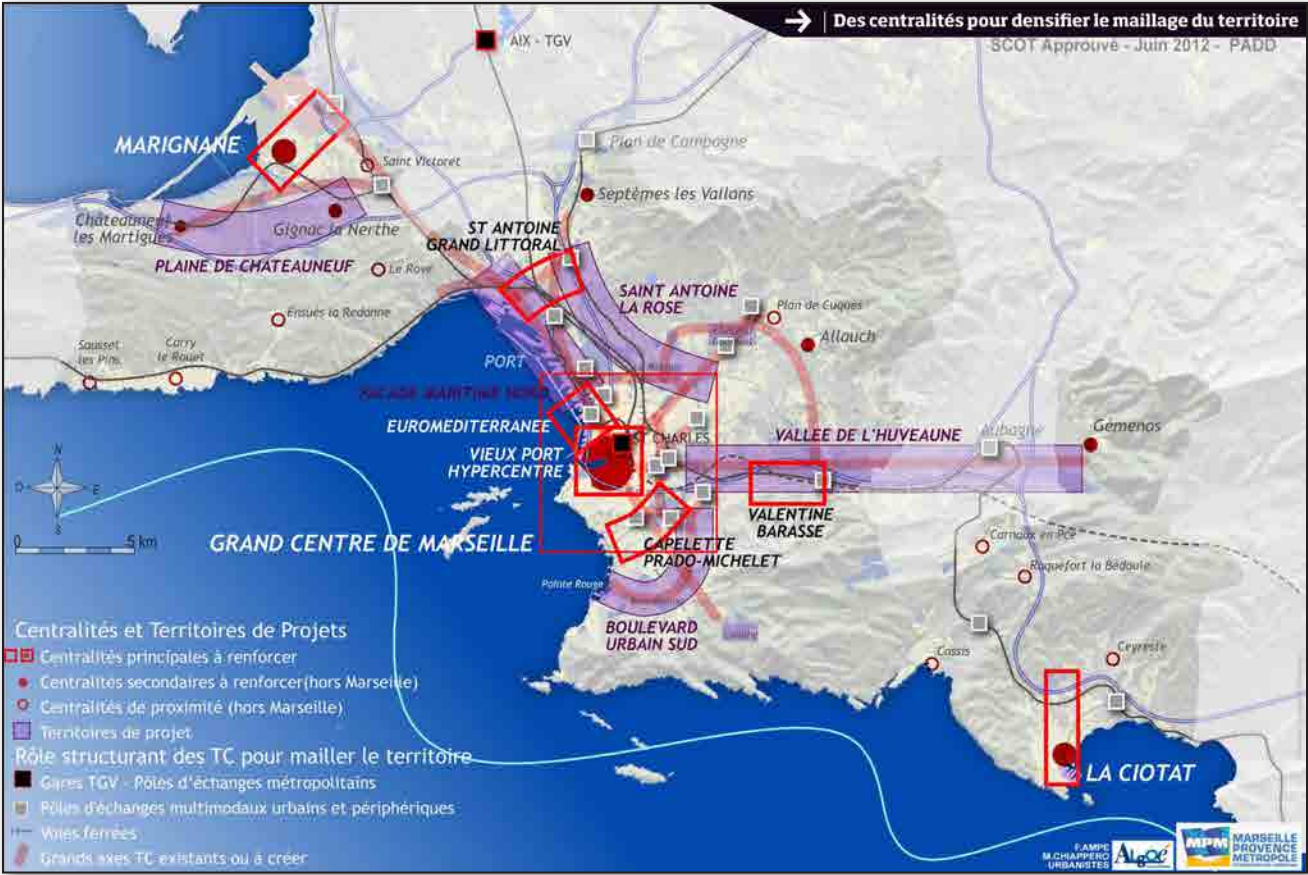 → | Des centralités pour densifier le maillage du territoire
SCOT Approuvé - Juin 2012 - PADD
AIX - TGV
MARIGNANE
Plan de Campagne
Saint Victoret
Septèmes les Vallons
Châteauneuf
les Martigues
Gignac la Nerthe
ST ANTOINE
GRAND LITTORAL
PLAINE DE CHATEAUNEUF
Le Rove
SAINT ANTOINE
LA ROSE
Ensuès la Redonne
Plan de Cuques
Allauch
Sausset
les Pins
Carry
le Rouet
PORT
FACADE MARITIME NORD
EUROMEDITERRANEE
ST CHARLES
VALLEE DE L'HUVEAUNE
Aubagne
Gémenos
VIEUX PORT
HYPERCENTRE
N
O
E
S
0
5 km
VALENTINE
BARASSE
GRAND CENTRE DE MARSEILLE
CAPELETTE
PRADO-MICHELET
Carnoux en Pce
Roquefort la Bédoule
Pointe Rouge
BOULEVARD
URBAIN SUD
Cassis
Ceyreste
LA CIOTAT
Centralités et Territoires de Projets
Centralités principales à renforcer
Centralités secondaires à renforcer(hors Marseille)
Centralités de proximité (hors Marseille)
Territoires de projet
Rôle structurant des TC pour mailler le territoire
Gares TGV - Pôles d'échanges métropolitains
Pôles d'échanges multimodaux urbains et périphériques
Voies ferrées
Grands axes TC existants ou à créer
F.AMPE
M.CHIAPPERO
URBANISTES
Algoé
MPM
MARSEILLE
PROVENCE
METROPOLE